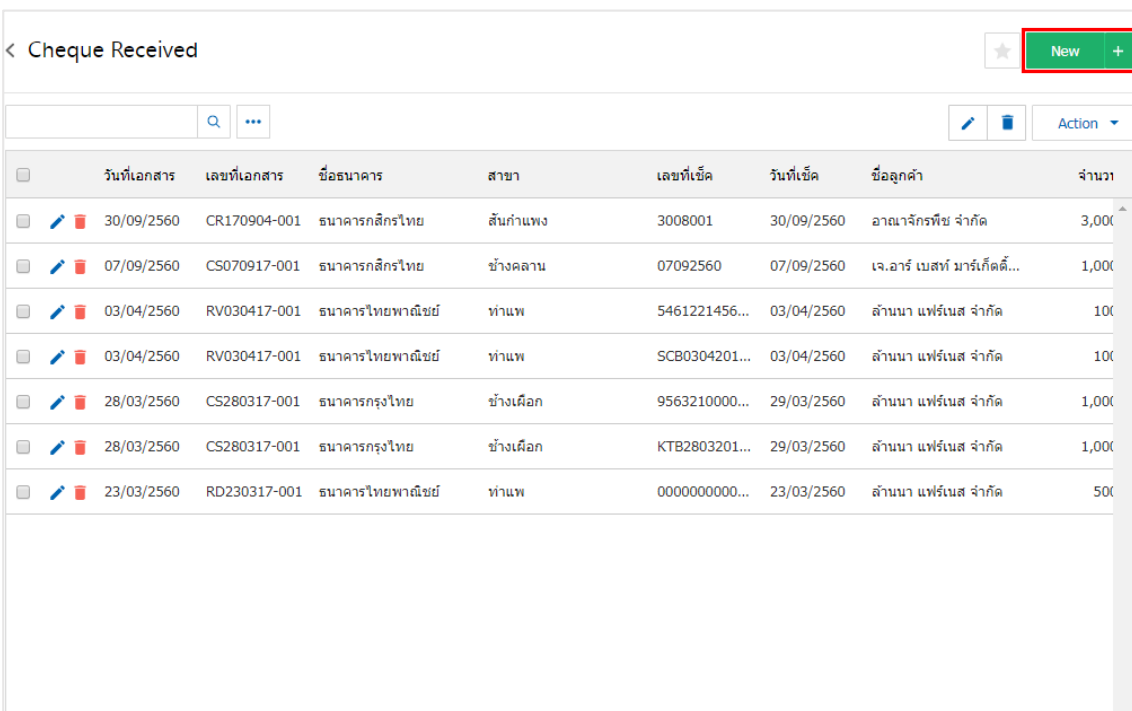 Cheque Received
New +
Action
วันที่เอกสาร เลขที่เอกสาร ชื่อธนาคาร สาขา เลขที่เช็ค วันที่เช็ค ชื่อลูกค้า จำนวน
30/09/2560 CR170904-001 ธนาคารกสิกรไทย สันกำแพง 3008001 30/09/2560 อาณาจักรพืช จำกัด 3,000
07/09/2560 CS070917-001 ธนาคารกสิกรไทย ช้างคลาน 07092560 07/09/2560 เจ.อาร์ เบสท์ มาร์เก็ตติ้... 1,000
03/04/2560 RV030417-001 ธนาคารไทยพาณิชย์ ท่าแพ 5461221456... 03/04/2560 ล้านนา แฟร์เนส จำกัด 100
03/04/2560 RV030417-001 ธนาคารไทยพาณิชย์ ท่าแพ SCB0304201... 03/04/2560 ล้านนา แฟร์เนส จำกัด 100
28/03/2560 CS280317-001 ธนาคารกรุงไทย ช้างเผือก 9563210000... 29/03/2560 ล้านนา แฟร์เนส จำกัด 1,000
28/03/2560 CS280317-001 ธนาคารกรุงไทย ช้างเผือก KTB2803201... 29/03/2560 ล้านนา แฟร์เนส จำกัด 1,000
23/03/2560 RD230317-001 ธนาคารไทยพาณิชย์ ท่าแพ 0000000000... 23/03/2560 ล้านนา แฟร์เนส จำกัด 500